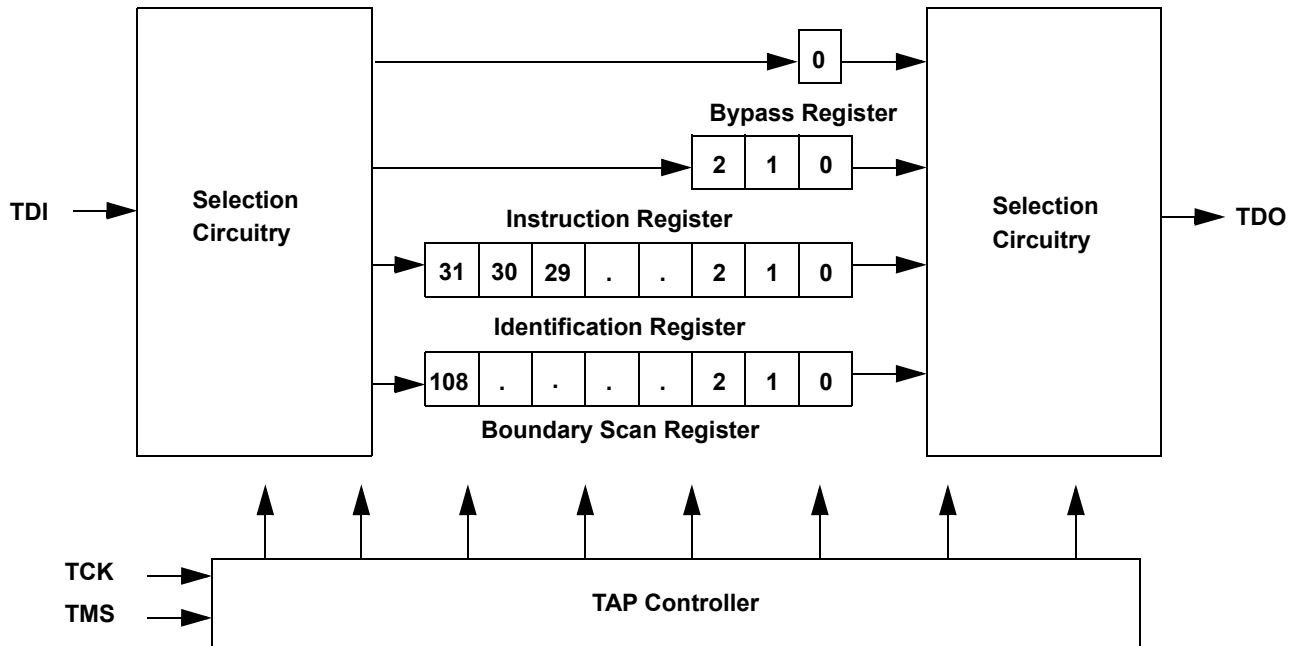 0
Bypass Register
2 1 0
TDI
Selection
Circuitry
Instruction Register
31 30 29 . . 2 1 0
Identification Register
108 . . . . 2 1 0
Boundary Scan Register
Selection
Circuitry
TDO
TCK
TMS
TAP Controller